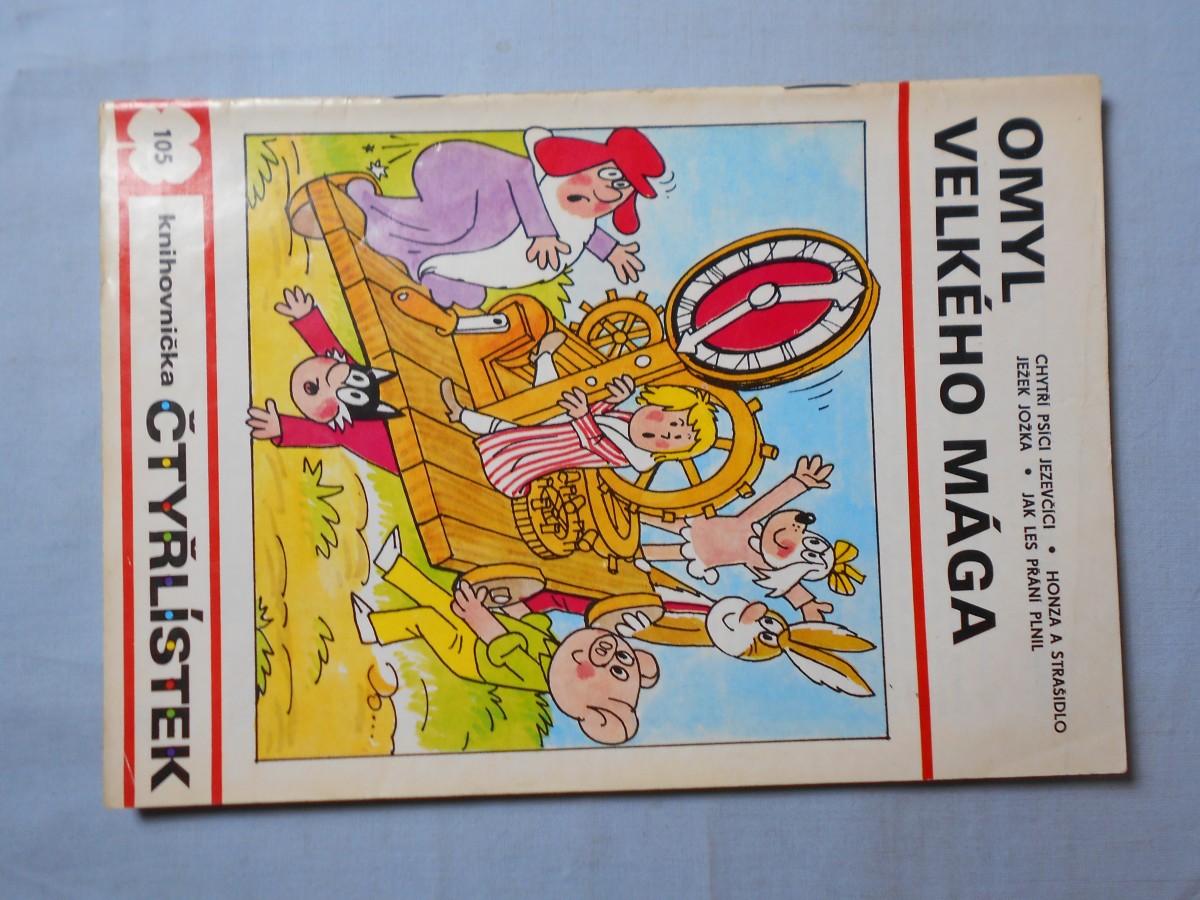 OMYL
VELKÉHO MÁGA
CHYTŘÍ PSÍCI JEZEVČÍCI • HONZA A STRAŠIDLO
JEŽEK JOŽKA • JAK LES PŘÁNÍ PLNIL
105 knihovnička ČTYŘLÍSTEK